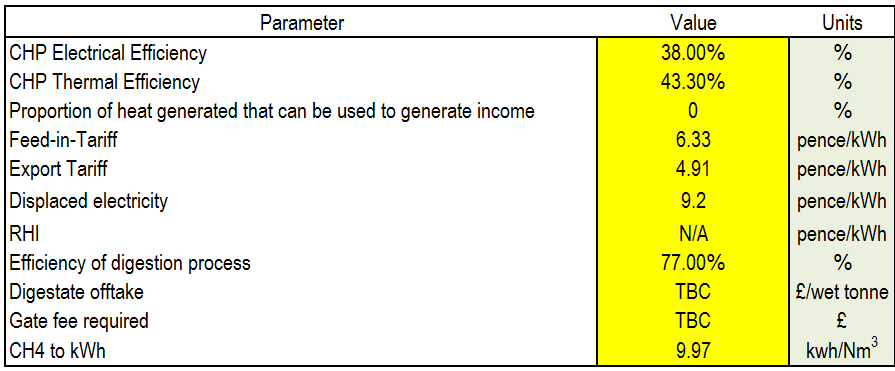 Parameter Value Units
CHP Electrical Efficiency 38.00% %
CHP Thermal Efficiency 43.30% %
Proportion of heat generated that can be used to generate income 0 %
Feed-in-Tariff 6.33 pence/kWh
Export Tariff 4.91 pence/kWh
Displaced electricity 9.2 pence/kWh
RHI N/A pence/kWh
Efficiency of digestion process 77.00% %
Digestate offtake TBC £/wet tonne
Gate fee required TBC £
CH4 to kWh 9.97 kwh/Nm³